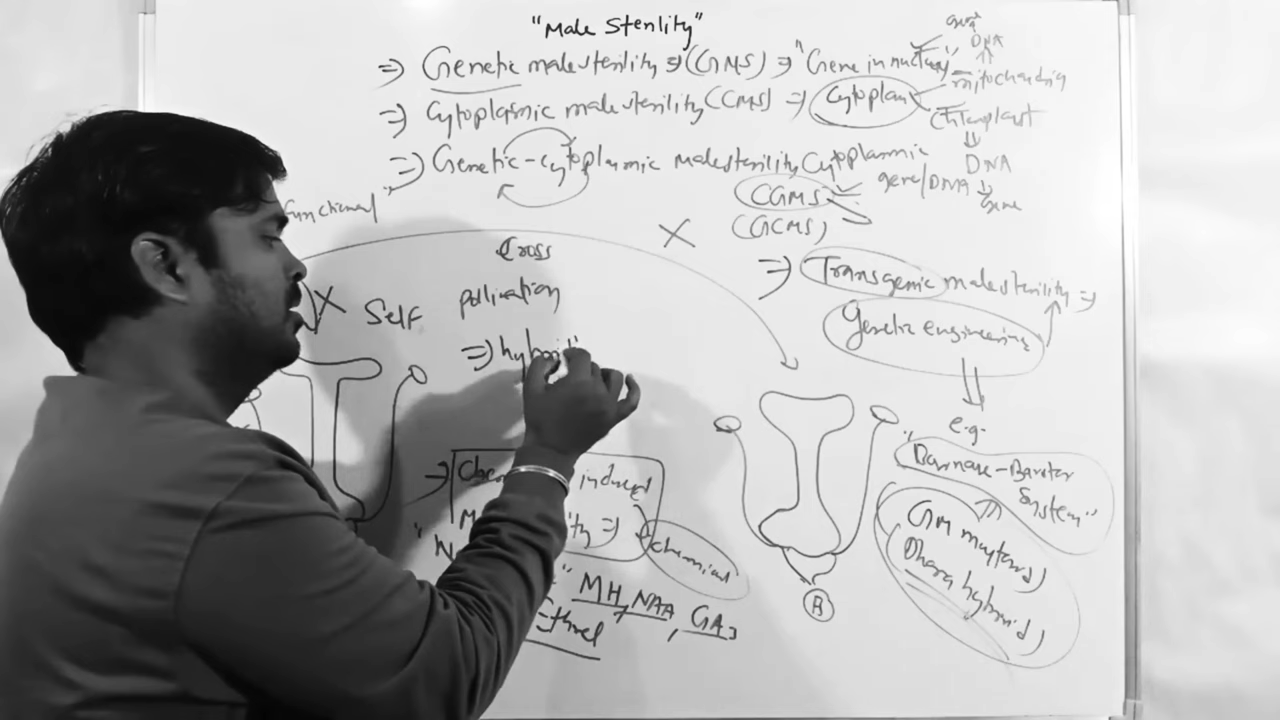 "Male Sterility"
⇒ Genetic male sterility ⇒ (GMS) ⇒ "Gene in nucleus"
gene
DNA
⇒ Cytoplasmic male sterility (CMS) ⇒ Cytoplasm
mitochondria
Chloroplast
DNA
gene
⇒ Genetic-cytoplasmic male sterility Cytoplasmic
gene/DNA
CGMS
(GCMS)
functional
X Self
Cross
pollination
⇒ hybrid
X
⇒ Transgenic male sterility ⇒
Genetic engineering
e.g.
"Barnase-Barstar
System"
GM mustard
Dhara hybrid
⇒ induced
⇒ chemical
" MH, NAA, GA3
R